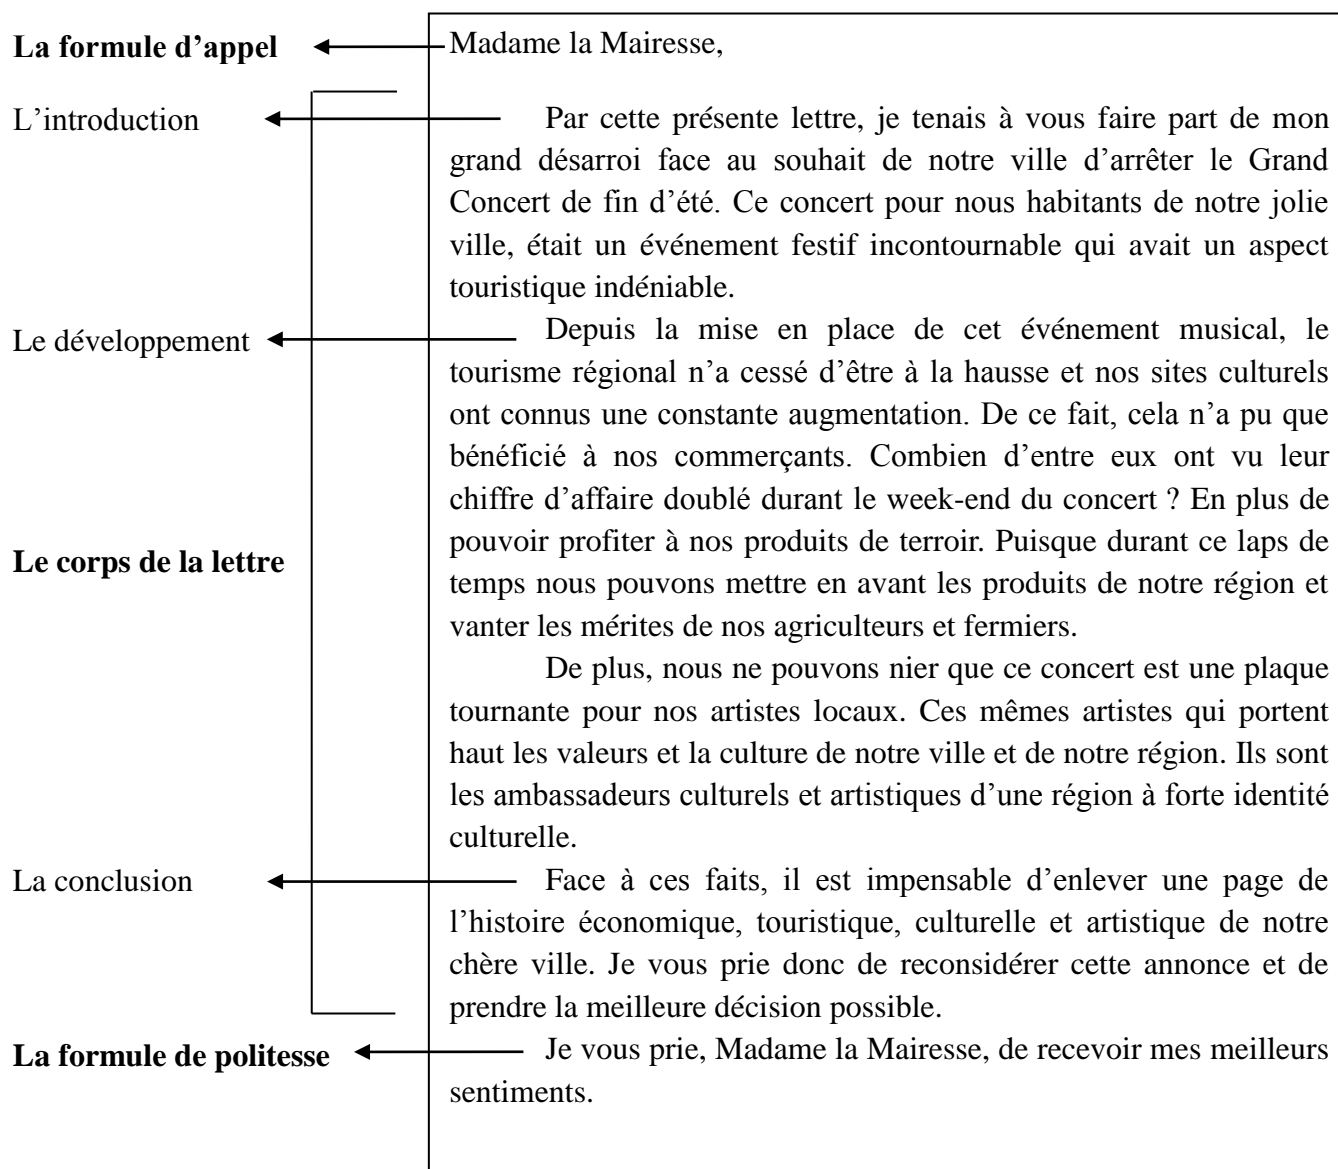 La formule d’appel
Madame la Mairesse,
L’introduction
Par cette présente lettre, je tenais à vous faire part de mon
grand désarroi face au souhait de notre ville d’arrêter le Grand
Concert de fin d’été. Ce concert pour nous habitants de notre jolie
ville, était un événement festif incontournable qui avait un aspect
touristique indéniable.
Le développement
Depuis la mise en place de cet événement musical, le
tourisme régional n’a cessé d’être à la hausse et nos sites culturels
ont connus une constante augmentation. De ce fait, cela n’a pu que
bénéficié à nos commerçants. Combien d’entre eux ont vu leur
chiffre d’affaire doublé durant le week-end du concert ? En plus de
pouvoir profiter à nos produits de terroir. Puisque durant ce laps de
temps nous pouvons mettre en avant les produits de notre région et
vanter les mérites de nos agriculteurs et fermiers.
Le corps de la lettre
De plus, nous ne pouvons nier que ce concert est une plaque
tournante pour nos artistes locaux. Ces mêmes artistes qui portent
haut les valeurs et la culture de notre ville et de notre région. Ils sont
les ambassadeurs culturels et artistiques d’une région à forte identité
culturelle.
La conclusion
Face à ces faits, il est impensable d’enlever une page de
l’histoire économique, touristique, culturelle et artistique de notre
chère ville. Je vous prie donc de reconsidérer cette annonce et de
prendre la meilleure décision possible.
La formule de politesse
Je vous prie, Madame la Mairesse, de recevoir mes meilleurs
sentiments.